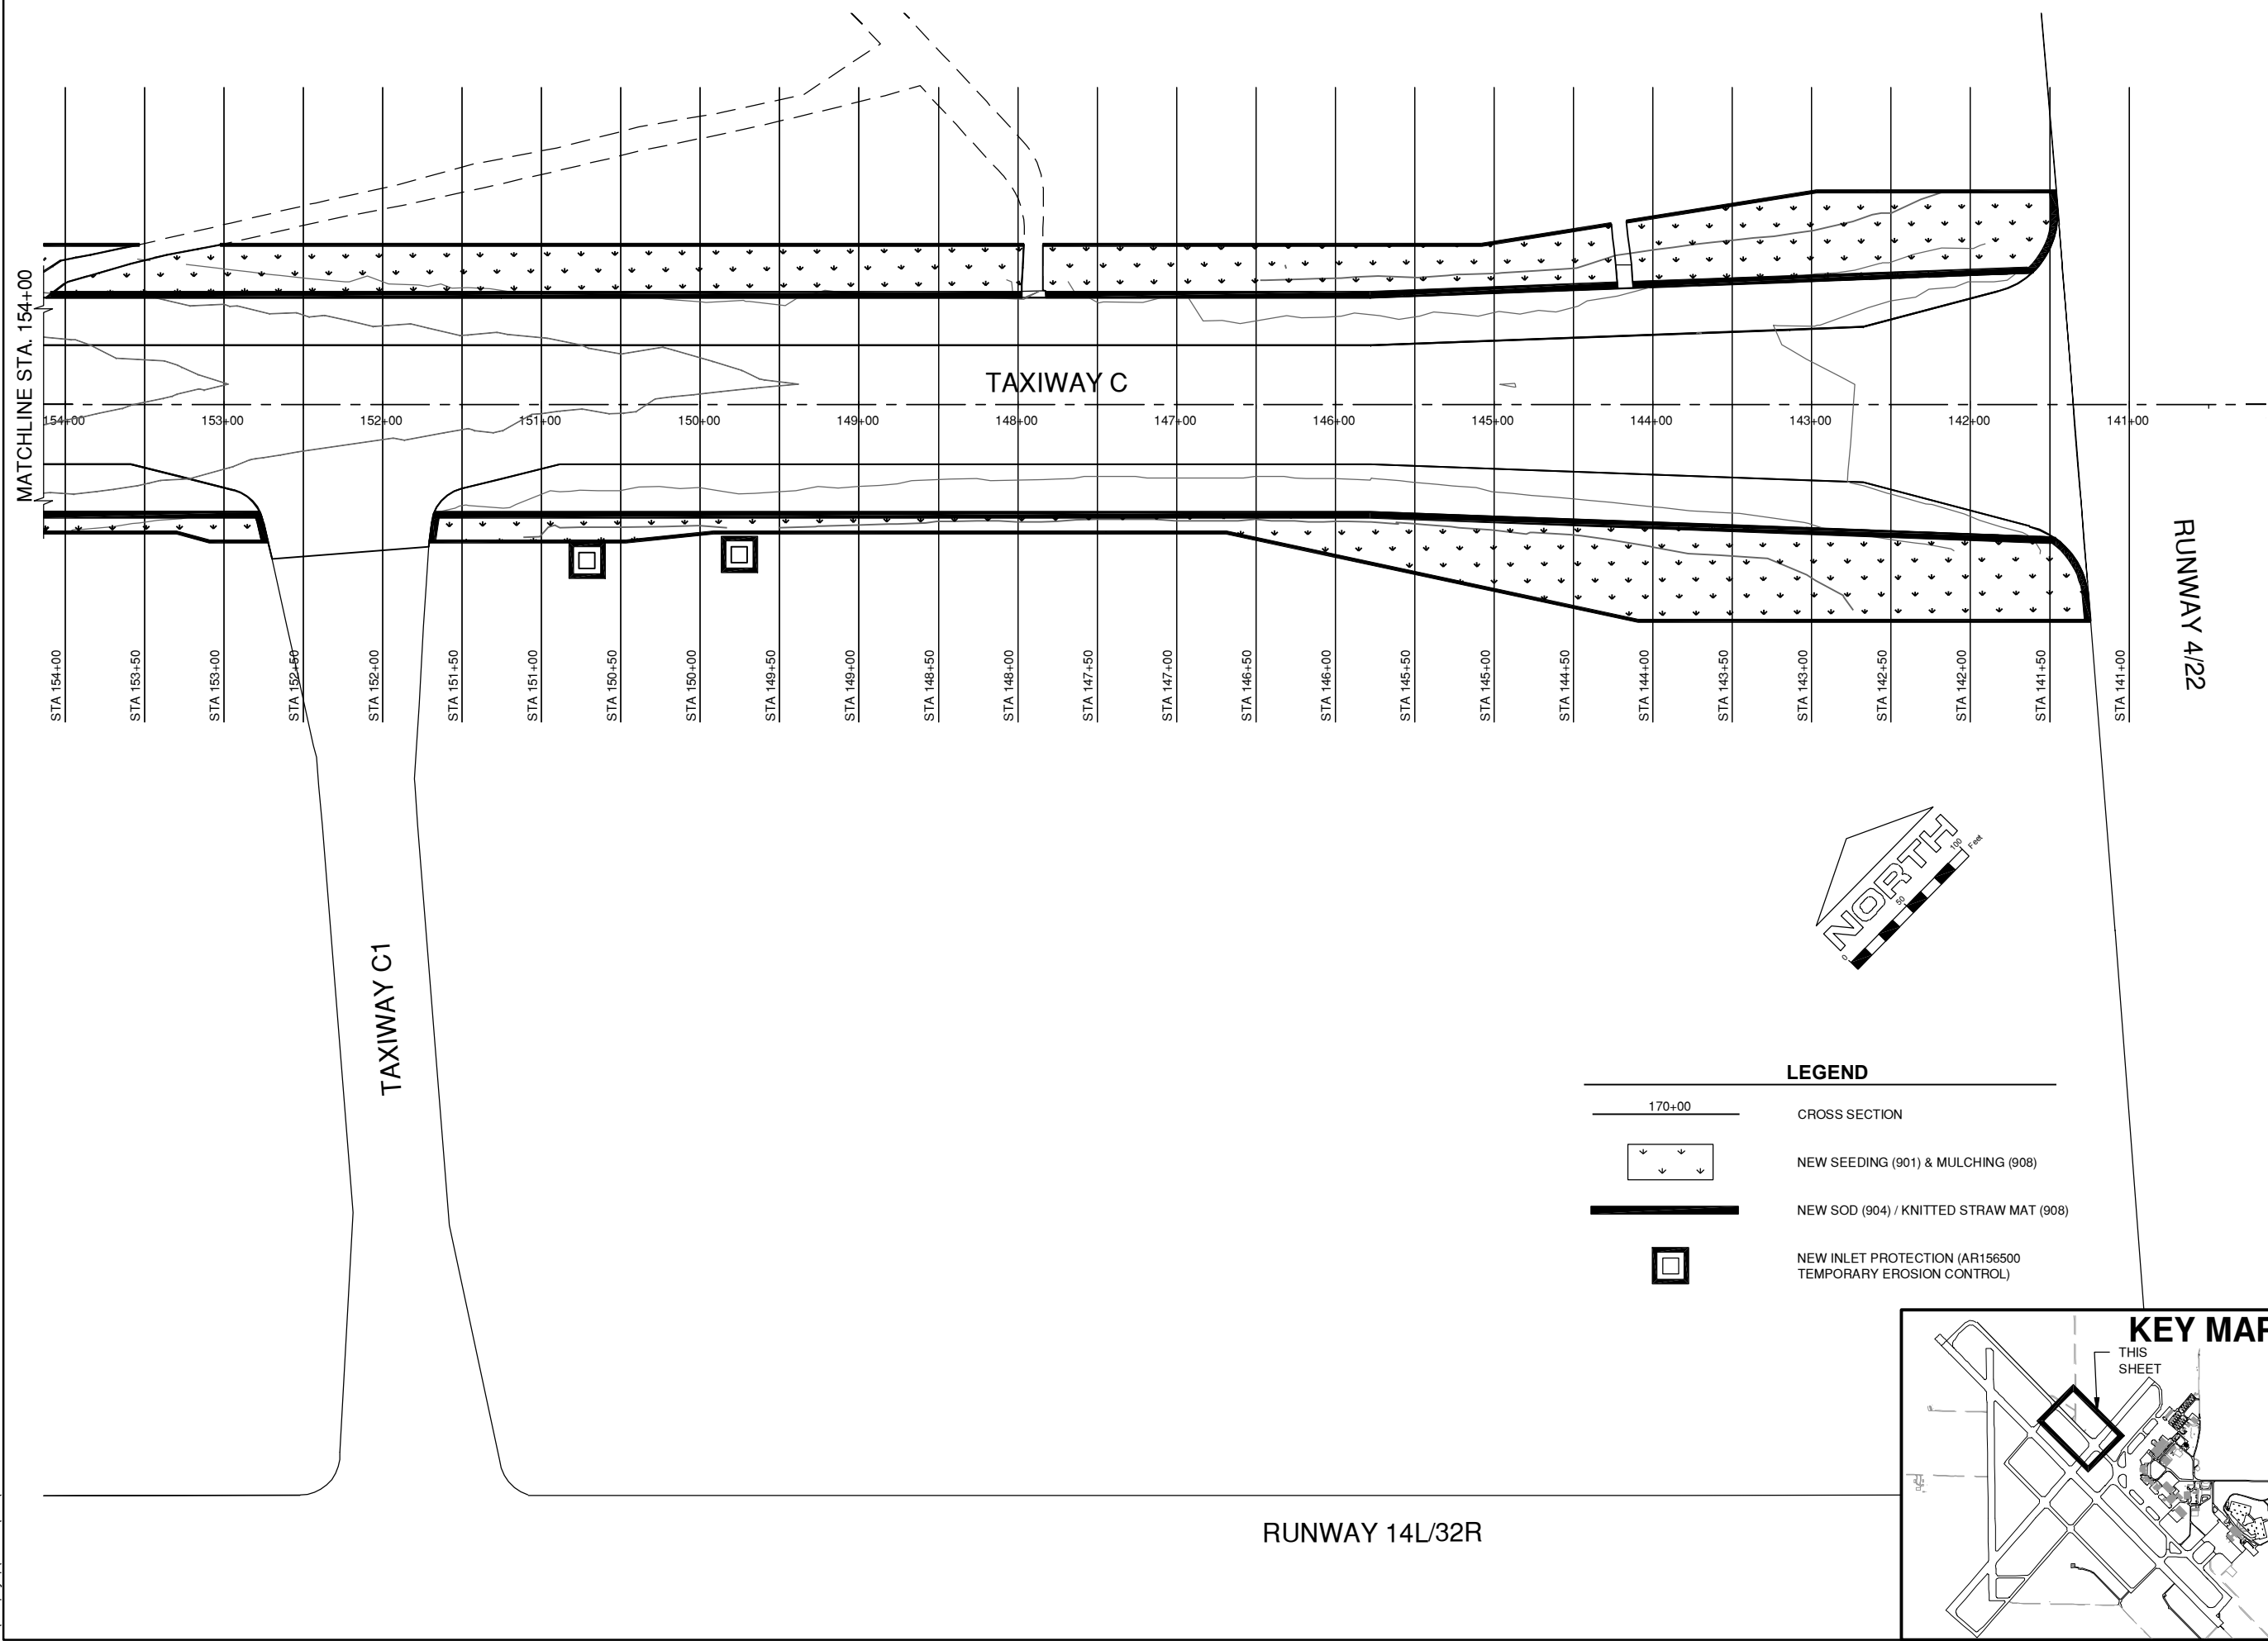 MATCHLINE STA. 154+00
TAXIWAY C
154+00
153+00
152+00
151+00
150+00
149+00
148+00
147+00
146+00
145+00
144+00
143+00
142+00
141+00
STA 154+00
STA 153+50
STA 153+00
STA 152+50
STA 152+00
STA 151+50
STA 151+00
STA 150+50
STA 150+00
STA 149+50
STA 149+00
STA 148+50
STA 148+00
STA 147+50
STA 147+00
STA 146+50
STA 146+00
STA 145+50
STA 145+00
STA 144+50
STA 144+00
STA 143+50
STA 143+00
STA 142+50
STA 142+00
STA 141+50
STA 141+00
RUNWAY 4/22
NORTH
0
50
100
Feet
TAXIWAY C1
LEGEND
170+00
CROSS SECTION
NEW SEEDING (901) & MULCHING (908)
NEW SOD (904) / KNITTED STRAW MAT (908)
NEW INLET PROTECTION (AR156500
TEMPORARY EROSION CONTROL)
KEY MAP
THIS
SHEET
RUNWAY 14L/32R